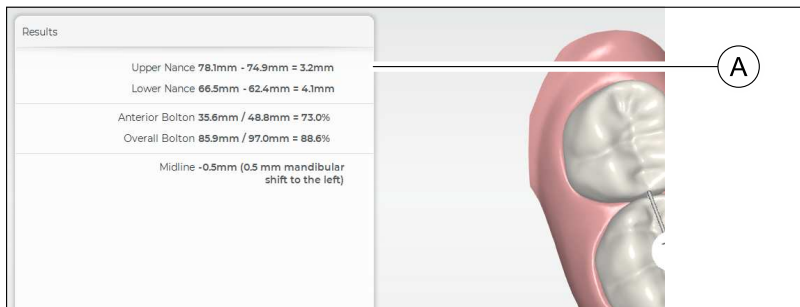 Results
Upper Nance 78.1mm - 74.9mm = 3.2mm
A
Lower Nance 66.5mm - 62.4mm = 4.1mm
Anterior Bolton 35.6mm / 48.8mm = 73.0%
Overall Bolton 85.9mm / 97.0mm = 88.6%
Midline -0.5mm (0.5 mm mandibular
shift to the left)